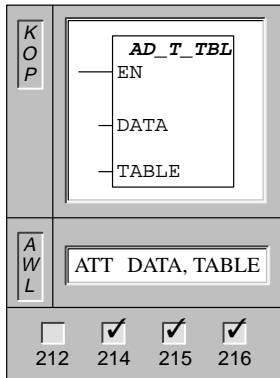 K
O
P
AD_T_TBL
EN
DATA
TABLE
A
W
L
ATT DATA, TABLE
212 214 215 216